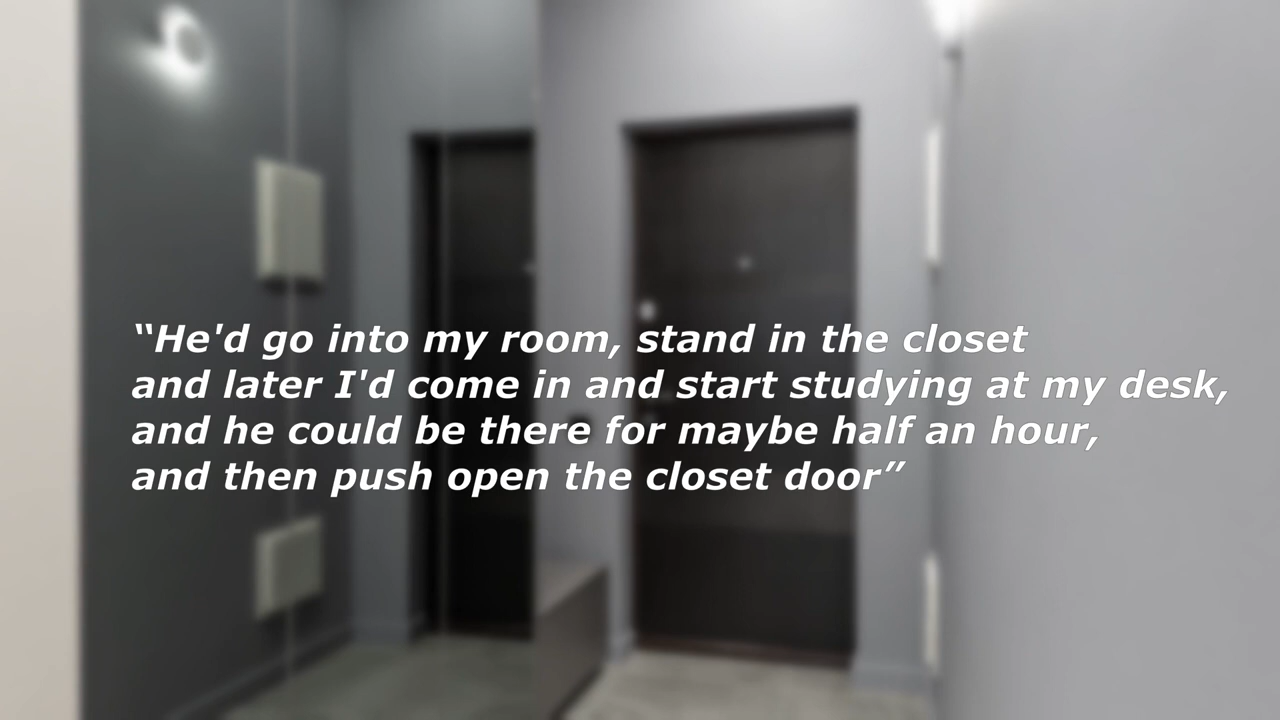 “He'd go into my room, stand in the closet
and later I'd come in and start studying at my desk,
and he could be there for maybe half an hour,
and then push open the closet door”